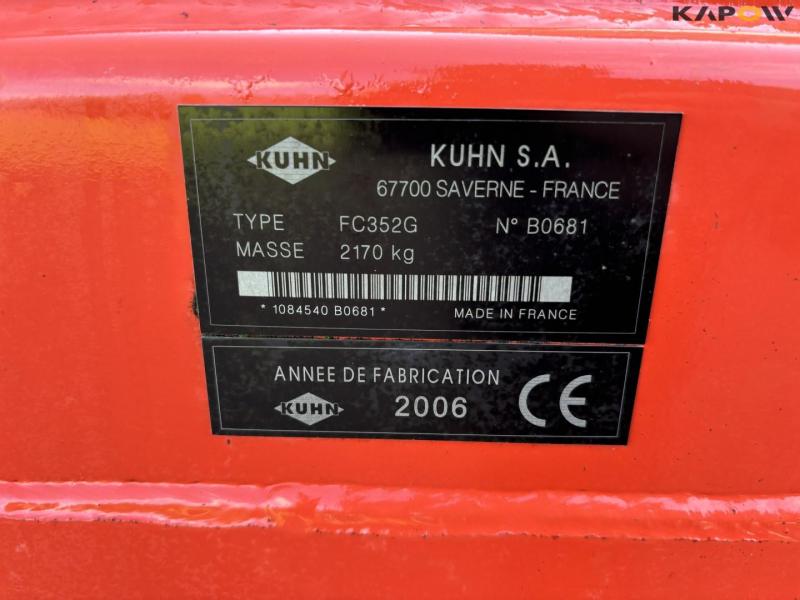 KAPOW
KUHN
KUHN S.A.
67700 SAVERNE - FRANCE
TYPE FC352G N° B0681
MASSE 2170 kg
* 1084540 B0681 * MADE IN FRANCE
ANNEE DE FABRICATION
KUHN 2006 CE